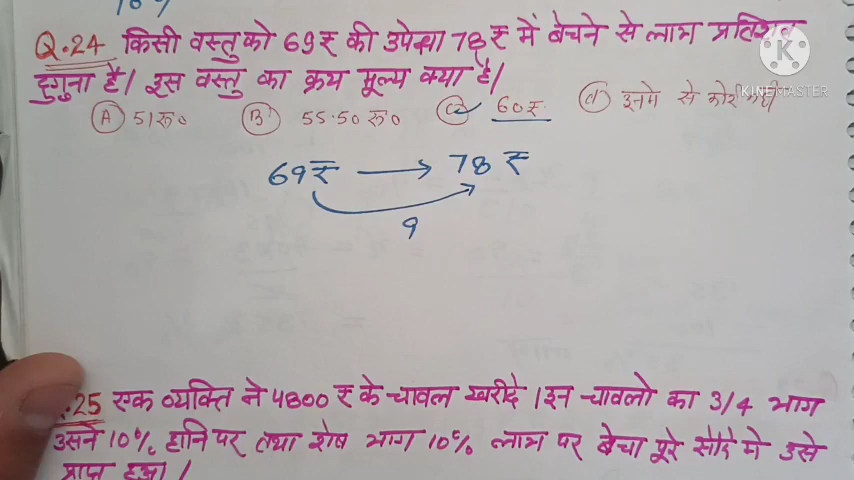 Q.24 किसी वस्तु को 69₹ की उपेक्षा 78₹ में बेचने से लाभ प्रतिशत
दुगुना है। इस वस्तु का क्रय मूल्य क्या है।
(A) 51रू० (B) 55.50 रू० (C) 60₹. (d) इनमे से कोई नही
KINEMASTER
69₹ → 78 ₹
9
.25 एक व्यक्ति ने 4800 ₹ के चावल खरीदे । इन चावलो का 3/4 भाग
उसने 10% हानि पर तथा शेष भाग 10% लाभ पर बेचा पूरे सौदे मे उसे
प्राप्त हुआ ।